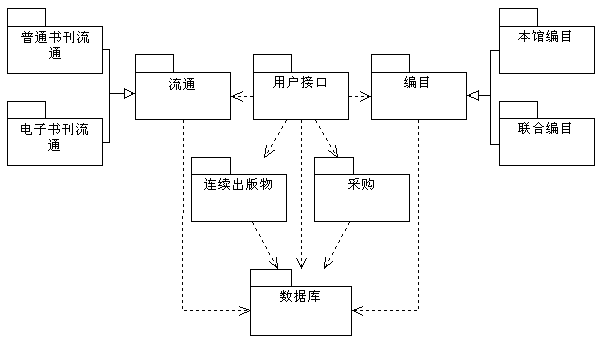 普通书刊流
通
本馆编目
流通
用户接口
编目
电子书刊流
通
联合编目
连续出版物
采购
数据库